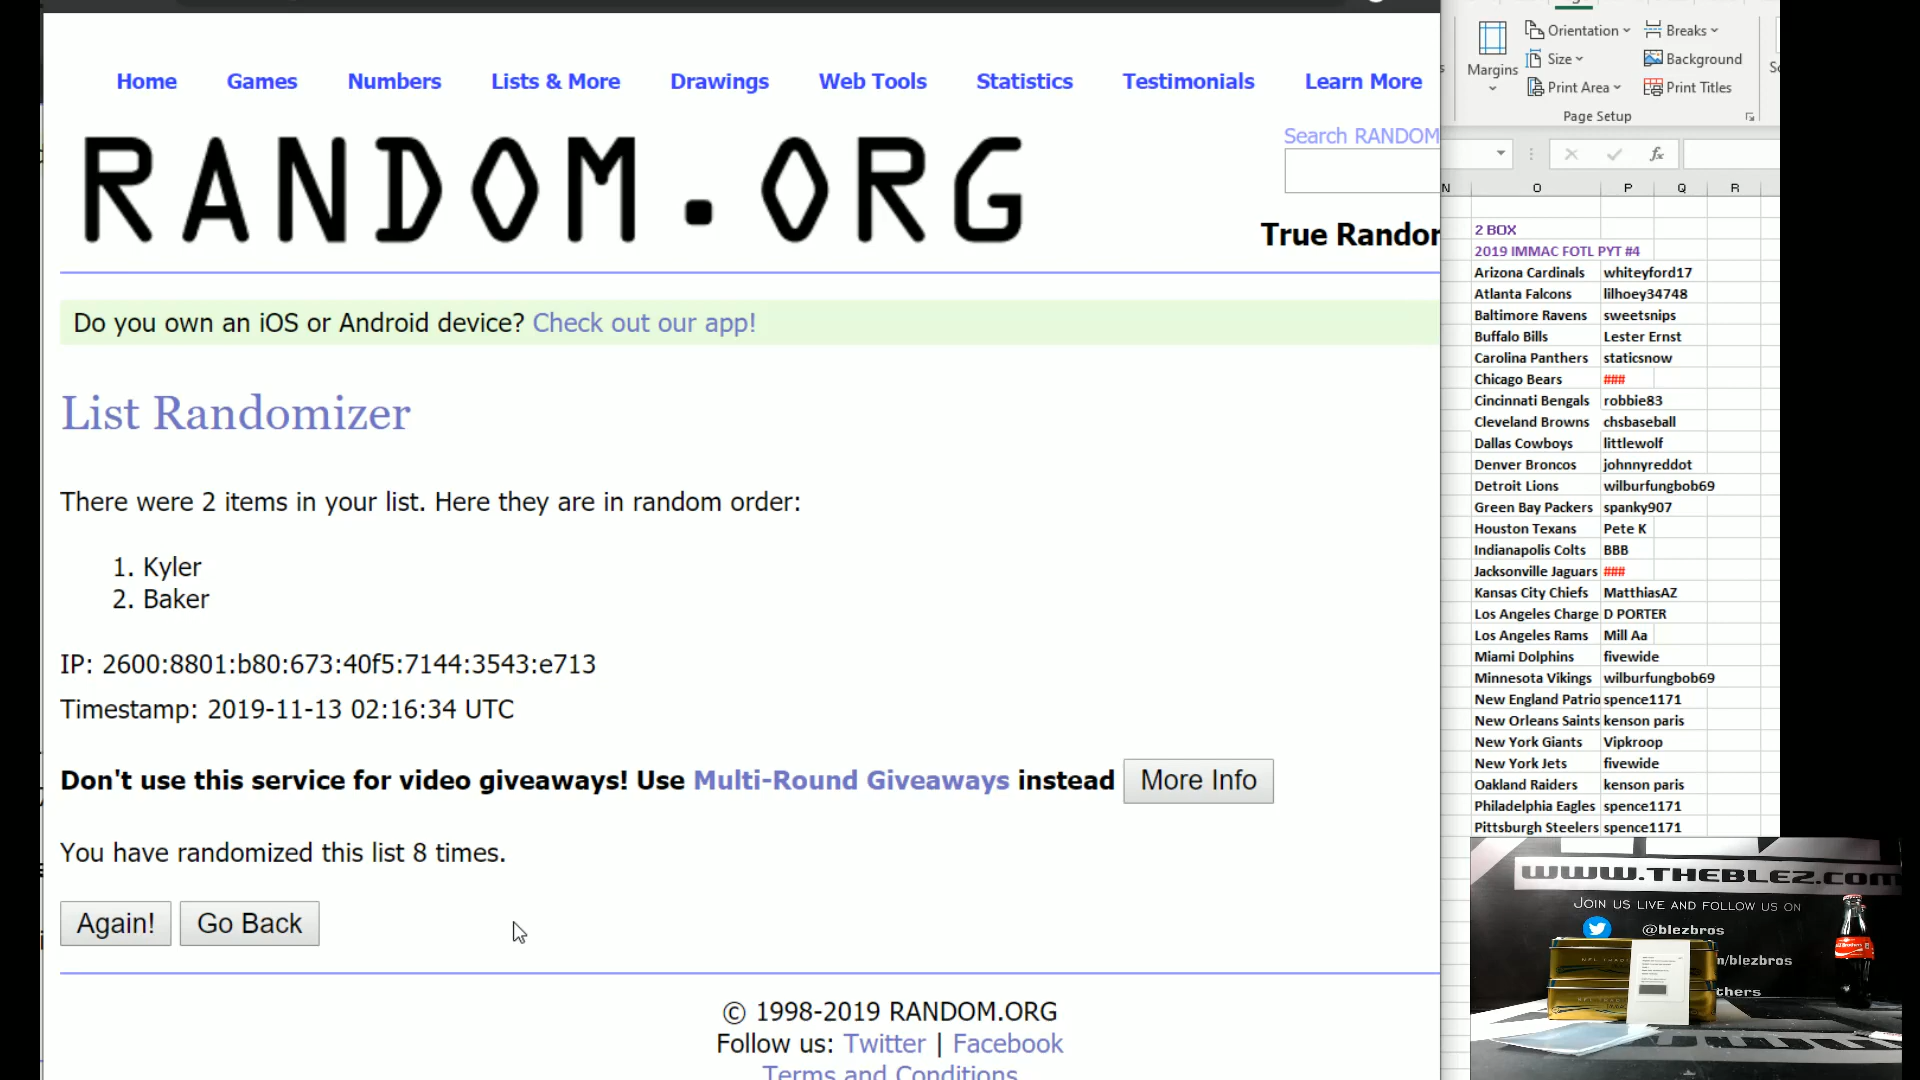 Home Games Numbers Lists & More Drawings Web Tools Statistics Testimonials Learn More
RANDOM.ORG
Search RANDOM
True Random
Do you own an iOS or Android device? Check out our app!
List Randomizer
There were 2 items in your list. Here they are in random order:
1. Kyler
2. Baker
IP: 2600:8801:b80:673:40f5:7144:3543:e713
Timestamp: 2019-11-13 02:16:34 UTC
Don't use this service for video giveaways! Use Multi-Round Giveaways instead More Info
You have randomized this list 8 times.
Again! Go Back
© 1998-2019 RANDOM.ORG
Follow us: Twitter | Facebook
Terms and Conditions
Margins
Orientation
Size
Print Area
Breaks
Background
Print Titles
Page Setup
fx
N O P Q R
2 BOX
2019 IMMAC FOTL PYT #4
Arizona Cardinals whiteyford17
Atlanta Falcons lilhoey34748
Baltimore Ravens sweetsnips
Buffalo Bills Lester Ernst
Carolina Panthers staticsnow
Chicago Bears ###
Cincinnati Bengals robbie83
Cleveland Browns chsbaseball
Dallas Cowboys littlewolf
Denver Broncos johnnyreddot
Detroit Lions wilburfungbob69
Green Bay Packers spanky907
Houston Texans Pete K
Indianapolis Colts BBB
Jacksonville Jaguars ###
Kansas City Chiefs MatthiasAZ
Los Angeles Charge D PORTER
Los Angeles Rams Mill Aa
Miami Dolphins fivewide
Minnesota Vikings wilburfungbob69
New England Patrio spence1171
New Orleans Saints kenson paris
New York Giants Vipkroop
New York Jets fivewide
Oakland Raiders kenson paris
Philadelphia Eagles spence1171
Pittsburgh Steelers spence1171
WWW.THEBLEZ.com
JOIN US LIVE AND FOLLOW US ON
@blezbros
n/blezbros
thers